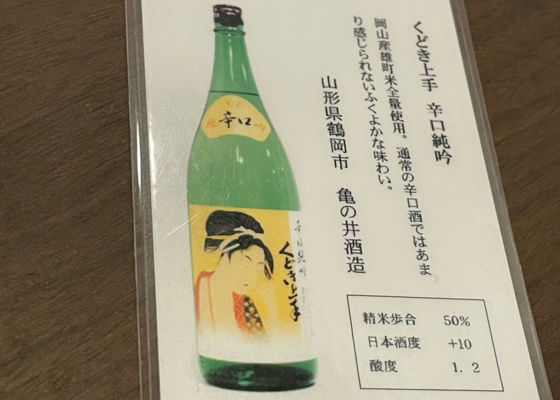 くどき上手　辛口純吟
岡山産雄町米全量使用。通常の辛口酒ではあま
り感じられないふくよかな味わい。
山形県鶴岡市　亀の井酒造
辛口
辛口純吟
くどき上手
精米歩合 50%
日本酒度 +10
酸度 1.2